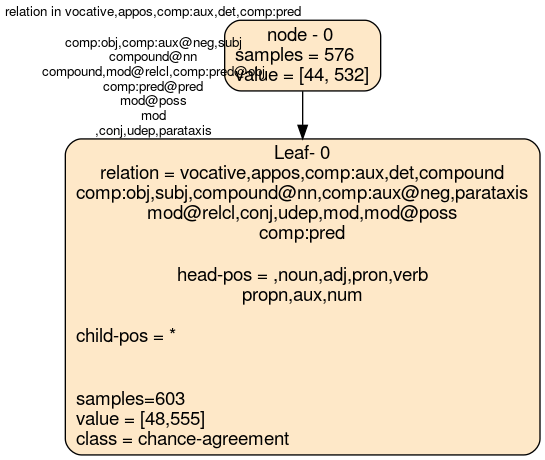 relation in vocative,appos,comp:aux,det,comp:pred
node - 0
samples = 576
value = [44, 532]
comp:obj,comp:aux@neg,subj
compound@nn
compound,mod@relcl,comp:pred@obj
comp:pred@pred
mod@poss
mod
,conj,udep,parataxis
Leaf- 0
relation = vocative,appos,comp:aux,det,compound
comp:obj,subj,compound@nn,comp:aux@neg,parataxis
mod@relcl,conj,udep,mod,mod@poss
comp:pred
head-pos = ,noun,adj,pron,verb
propn,aux,num
child-pos = *
samples=603
value = [48,555]
class = chance-agreement